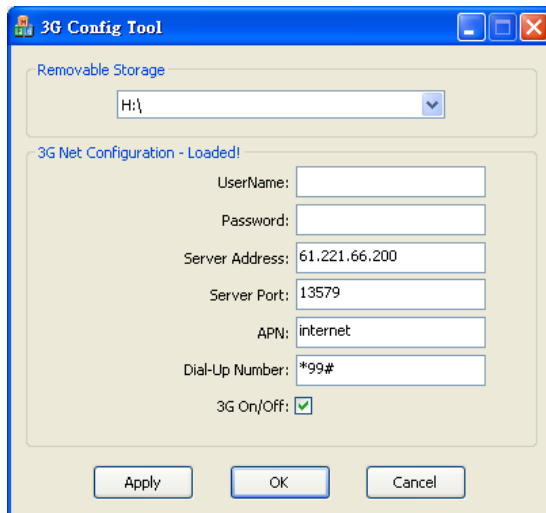 3G Config Tool
Removable Storage
H:\
3G Net Configuration - Loaded!
UserName:
Password:
Server Address: 61.221.66.200
Server Port: 13579
APN: internet
Dial-Up Number: *99#
3G On/Off:
Apply OK Cancel